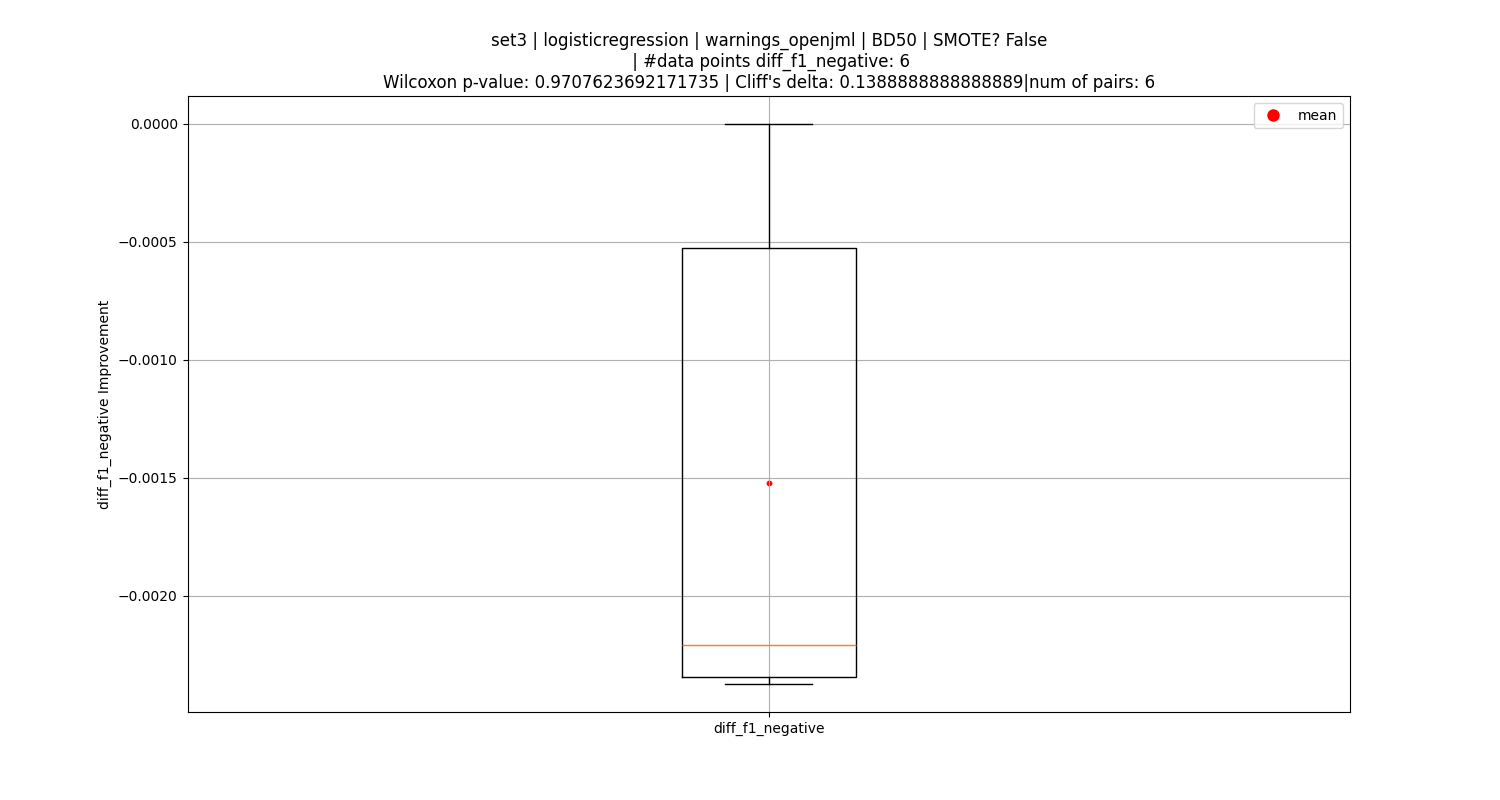 set3 | logisticregression | warnings_openjml | BD50 | SMOTE? False
| #data points diff_f1_negative: 6
Wilcoxon p-value: 0.9707623692171735 | Cliff's delta: 0.1388888888888889|num of pairs: 6
mean
0.0000
−0.0005
−0.0010
−0.0015
−0.0020
diff_f1_negative Improvement
diff_f1_negative